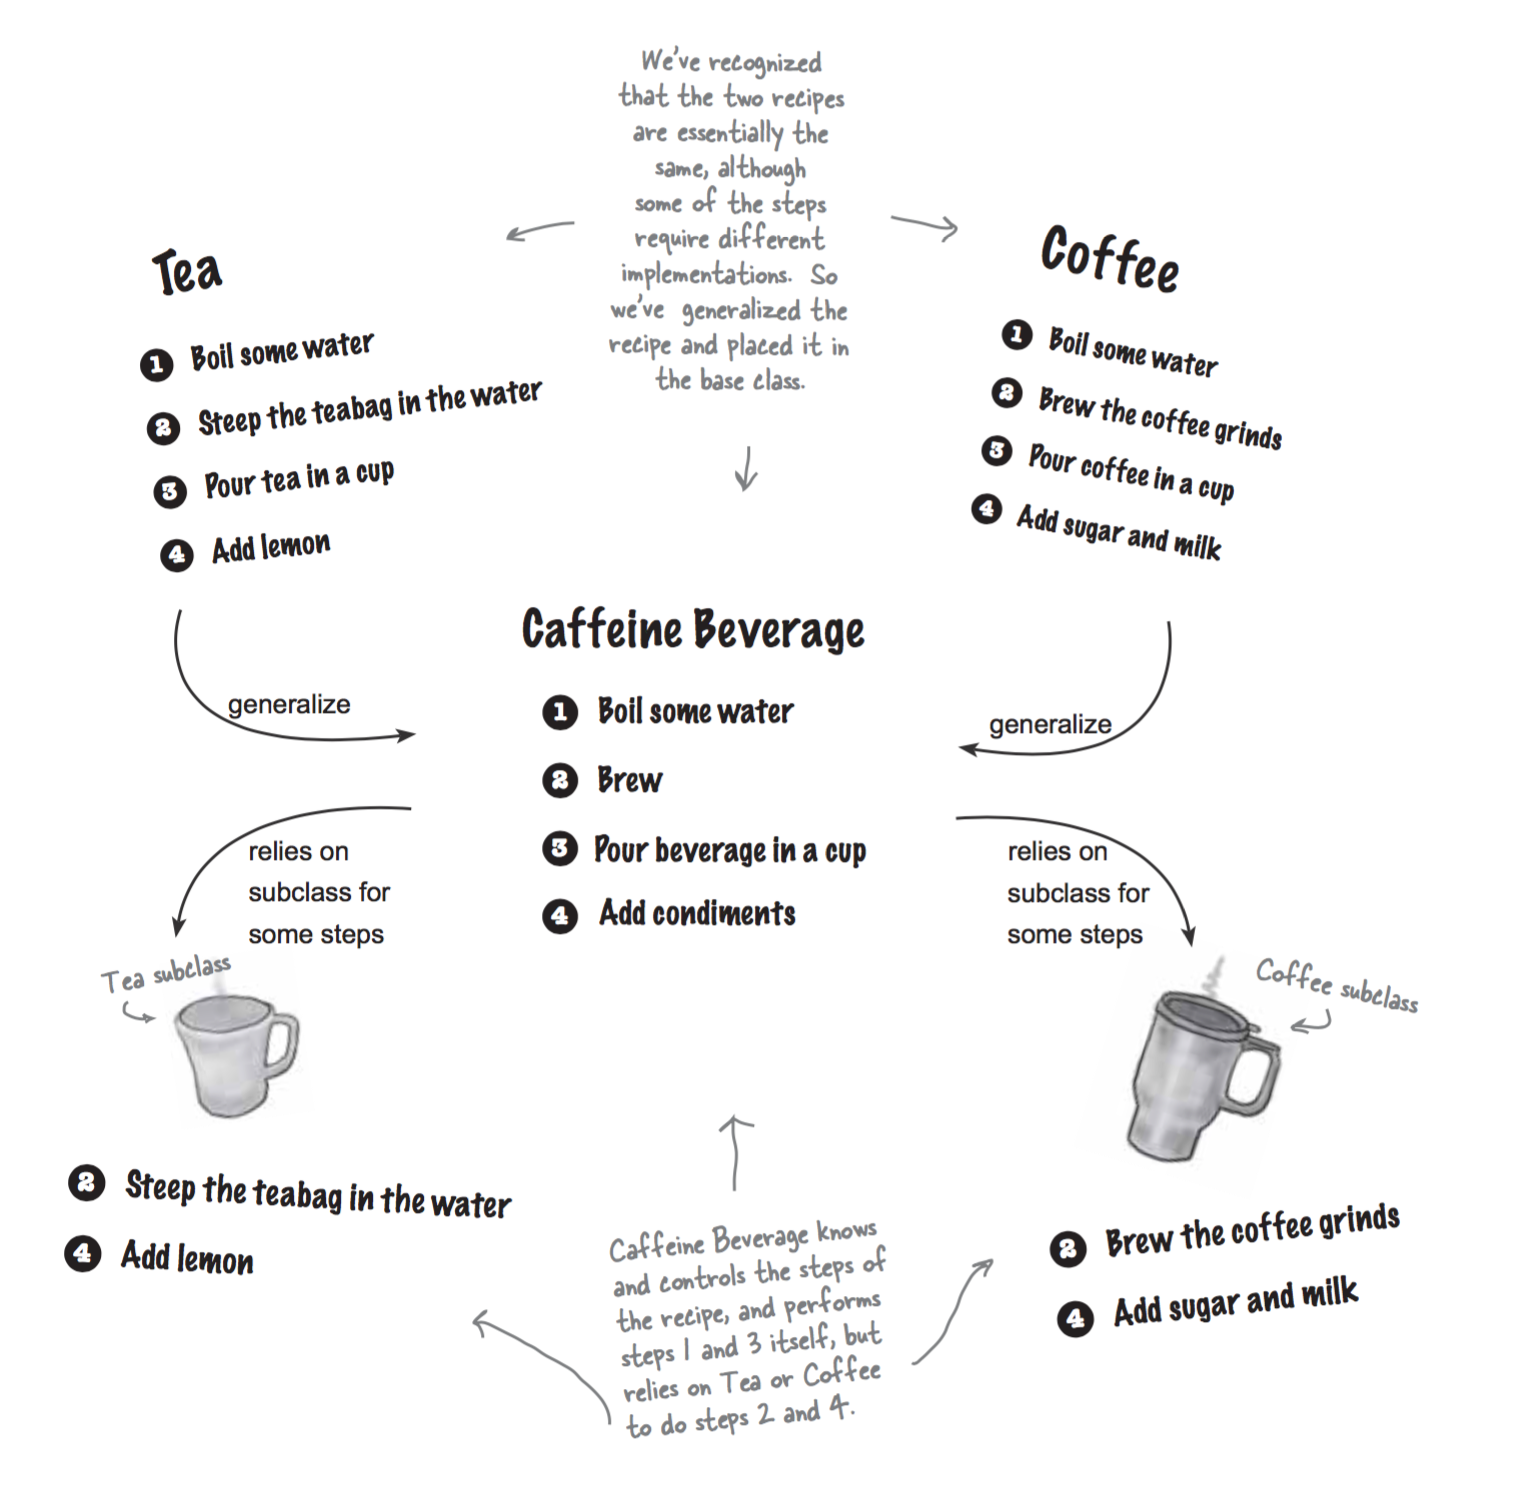 We've recognized
that the two recipes
are essentially the
same, although
some of the steps
require different
implementations. So
we've generalized the
recipe and placed it in
the base class.
Tea
1 Boil some water
2 Steep the teabag in the water
3 Pour tea in a cup
4 Add lemon
Coffee
1 Boil some water
2 Brew the coffee grinds
3 Pour coffee in a cup
4 Add sugar and milk
Caffeine Beverage
1 Boil some water
2 Brew
3 Pour beverage in a cup
4 Add condiments
generalize
generalize
relies on
subclass for
some steps
relies on
subclass for
some steps
Tea subclass
Coffee subclass
2 Steep the teabag in the water
4 Add lemon
Caffeine Beverage knows
and controls the steps of
the recipe, and performs
steps 1 and 3 itself, but
relies on Tea or Coffee
to do steps 2 and 4.
2 Brew the coffee grinds
4 Add sugar and milk